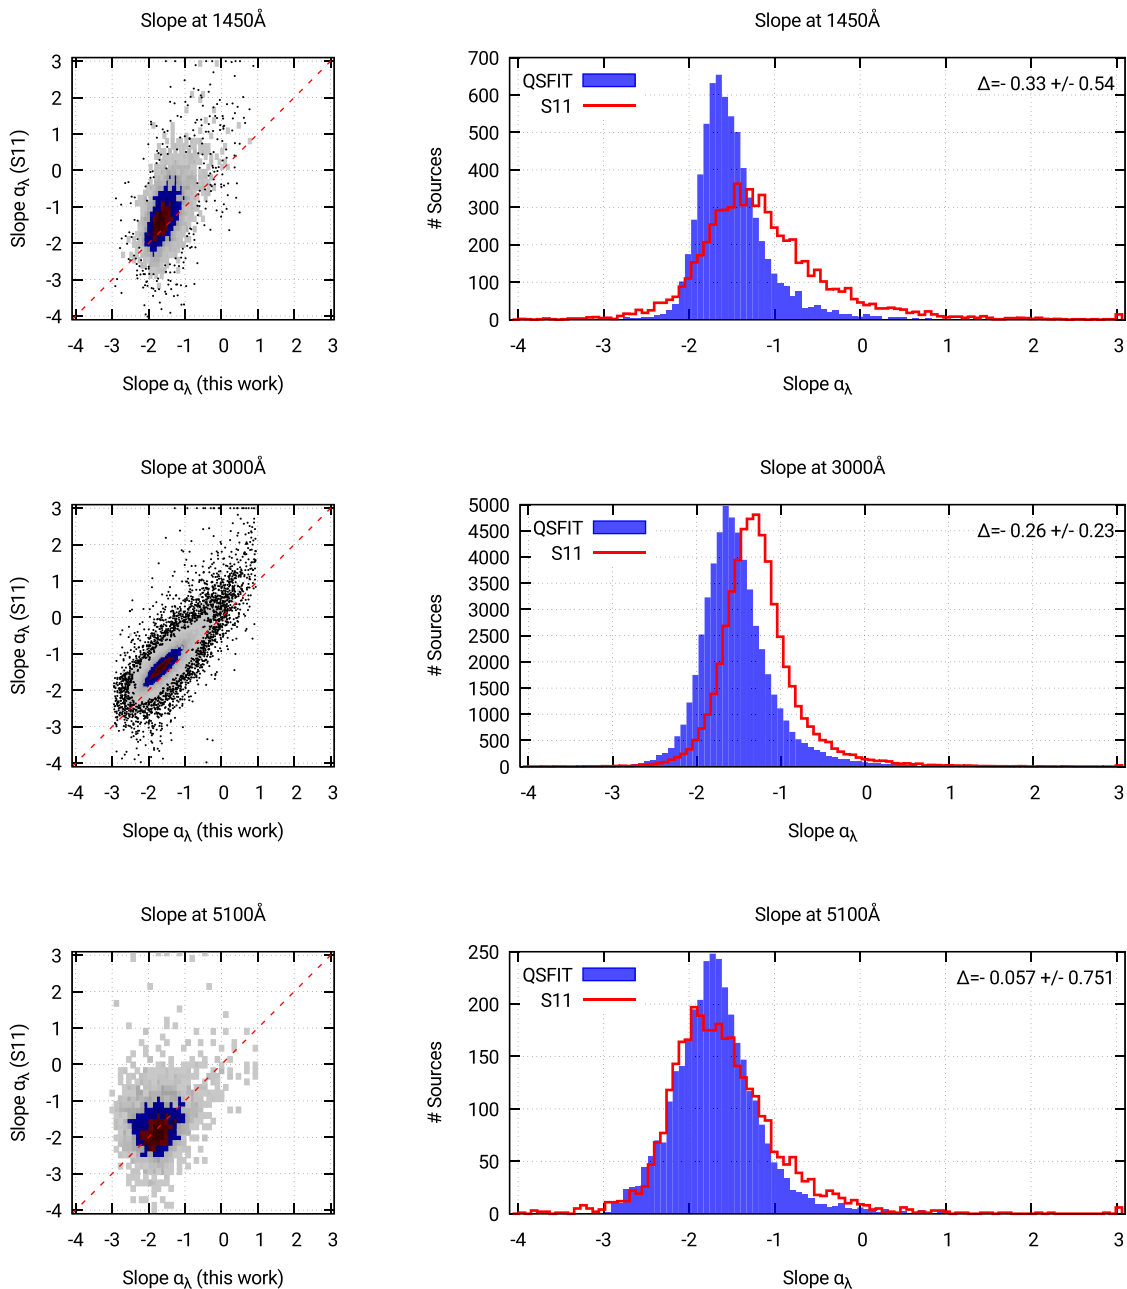 Slope at 1450Å
3
2
1
0
-1
-2
-3
-4
Slope αλ (S11)
-4 -3 -2 -1 0 1 2 3
Slope αλ (this work)
Slope at 1450Å
700
600
500
400
300
200
100
0
# Sources
QSFIT
S11
Δ=- 0.33 +/- 0.54
-4 -3 -2 -1 0 1 2 3
Slope αλ
Slope at 3000Å
3
2
1
0
-1
-2
-3
-4
Slope αλ (S11)
-4 -3 -2 -1 0 1 2 3
Slope αλ (this work)
Slope at 3000Å
5000
4500
4000
3500
3000
2500
2000
1500
1000
500
0
# Sources
QSFIT
S11
Δ=- 0.26 +/- 0.23
-4 -3 -2 -1 0 1 2 3
Slope αλ
Slope at 5100Å
3
2
1
0
-1
-2
-3
-4
Slope αλ (S11)
-4 -3 -2 -1 0 1 2 3
Slope αλ (this work)
Slope at 5100Å
250
200
150
100
50
0
# Sources
QSFIT
S11
Δ=- 0.057 +/- 0.751
-4 -3 -2 -1 0 1 2 3
Slope αλ